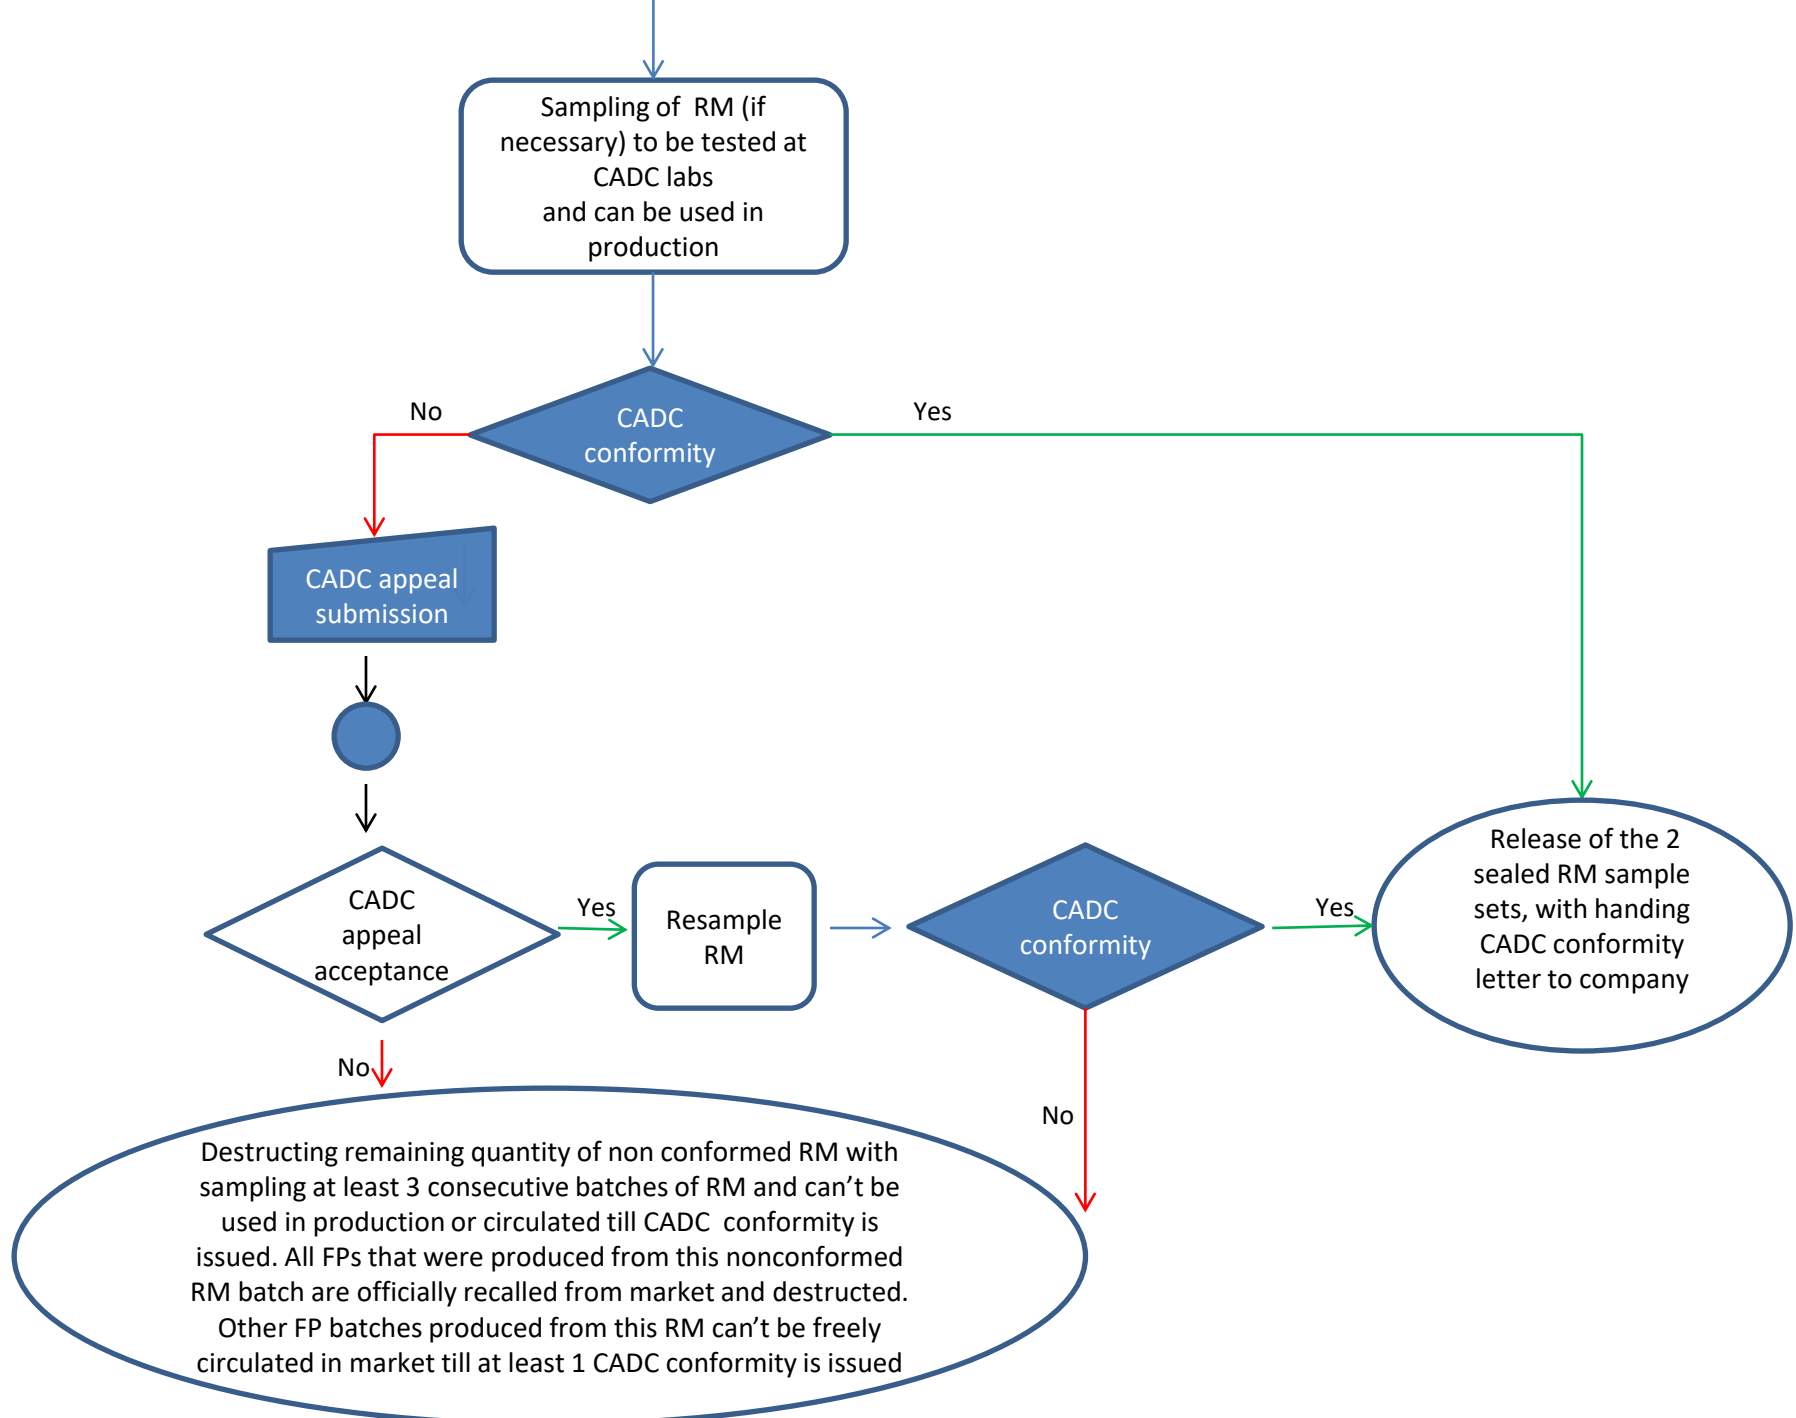 Sampling of RM (if
necessary) to be tested at
CADC labs
and can be used in
production
No
CADC
conformity
Yes
CADC appeal
submission
CADC
appeal
acceptance
Yes
Resample
RM
CADC
conformity
Yes
Release of the 2
sealed RM sample
sets, with handing
CADC conformity
letter to company
No
No
Destructing remaining quantity of non conformed RM with
sampling at least 3 consecutive batches of RM and can’t be
used in production or circulated till CADC conformity is
issued. All FPs that were produced from this nonconformed
RM batch are officially recalled from market and destructed.
Other FP batches produced from this RM can’t be freely
circulated in market till at least 1 CADC conformity is issued